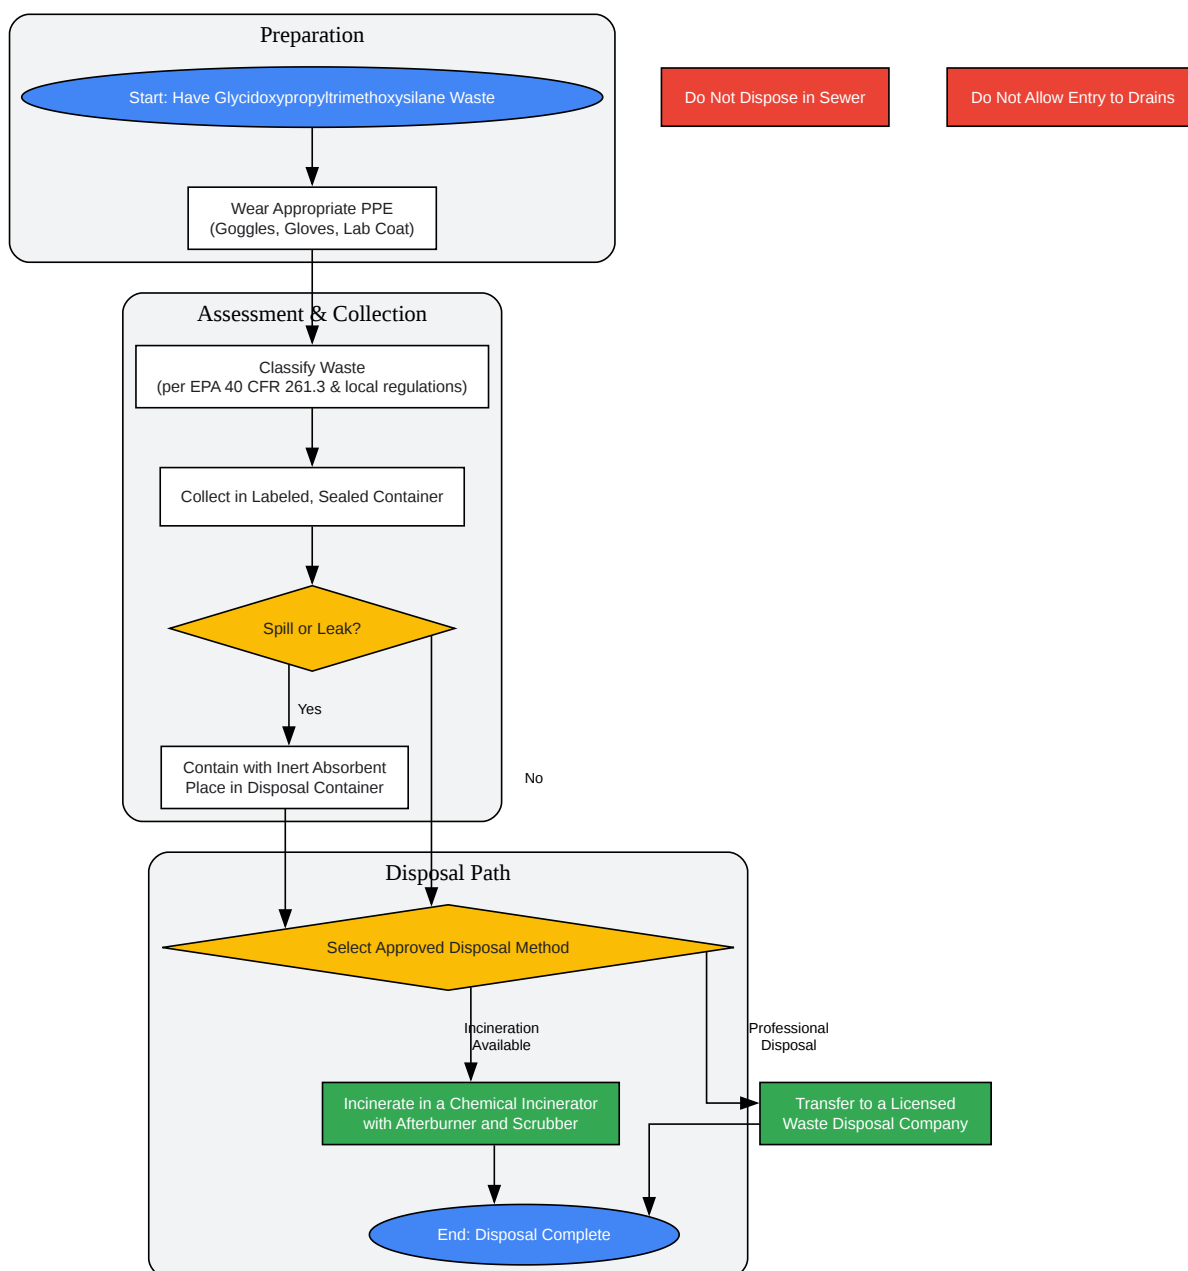 Preparation
Start: Have Glycidoxypropyltrimethoxysilane Waste
Do Not Dispose in Sewer
Do Not Allow Entry to Drains
Wear Appropriate PPE
(Goggles, Gloves, Lab Coat)
Assessment & Collection
Classify Waste
(per EPA 40 CFR 261.3 & local regulations)
Collect in Labeled, Sealed Container
Spill or Leak?
Yes
Contain with Inert Absorbent
Place in Disposal Container
No
Disposal Path
Select Approved Disposal Method
Incineration
Available
Professional
Disposal
Incinerate in a Chemical Incinerator
with Afterburner and Scrubber
Transfer to a Licensed
Waste Disposal Company
End: Disposal Complete